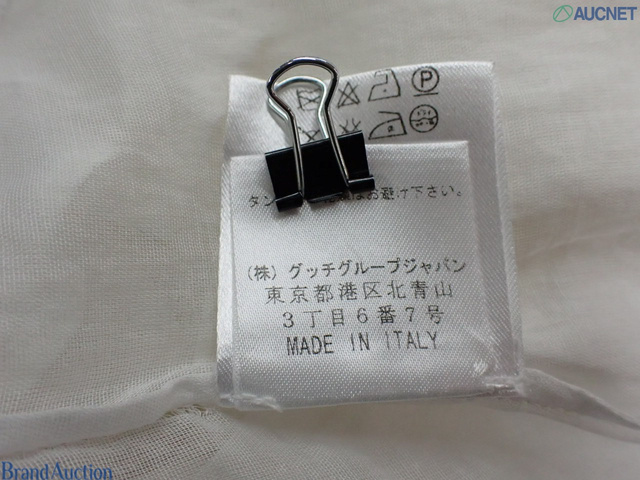 AUCNET
P
タン
はお避け下さい。
(株) グッチグループジャパン
東京都港区北青山
3丁目6番7号
MADE IN ITALY
BrandAuction